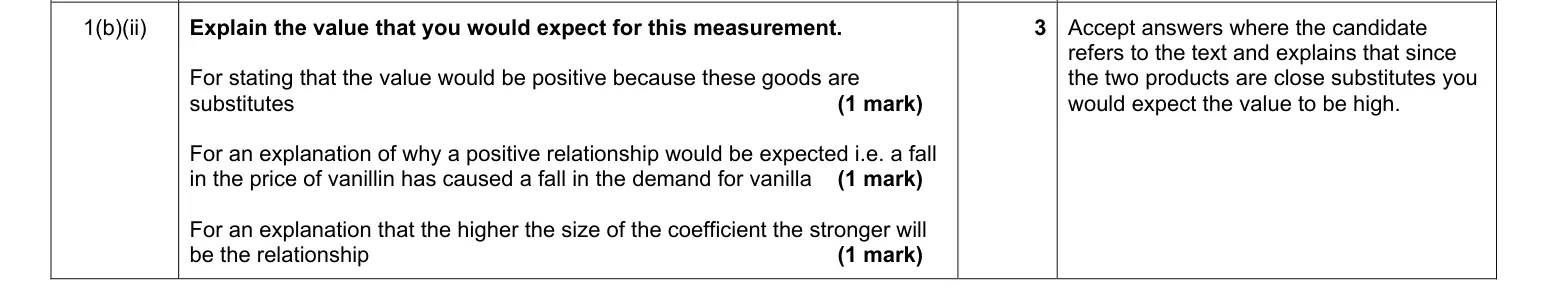 1(b)(ii)
Explain the value that you would expect for this measurement.
For stating that the value would be positive because these goods are
substitutes (1 mark)
For an explanation of why a positive relationship would be expected i.e. a fall
in the price of vanillin has caused a fall in the demand for vanilla (1 mark)
For an explanation that the higher the size of the coefficient the stronger will
be the relationship (1 mark)
3
Accept answers where the candidate
refers to the text and explains that since
the two products are close substitutes you
would expect the value to be high.